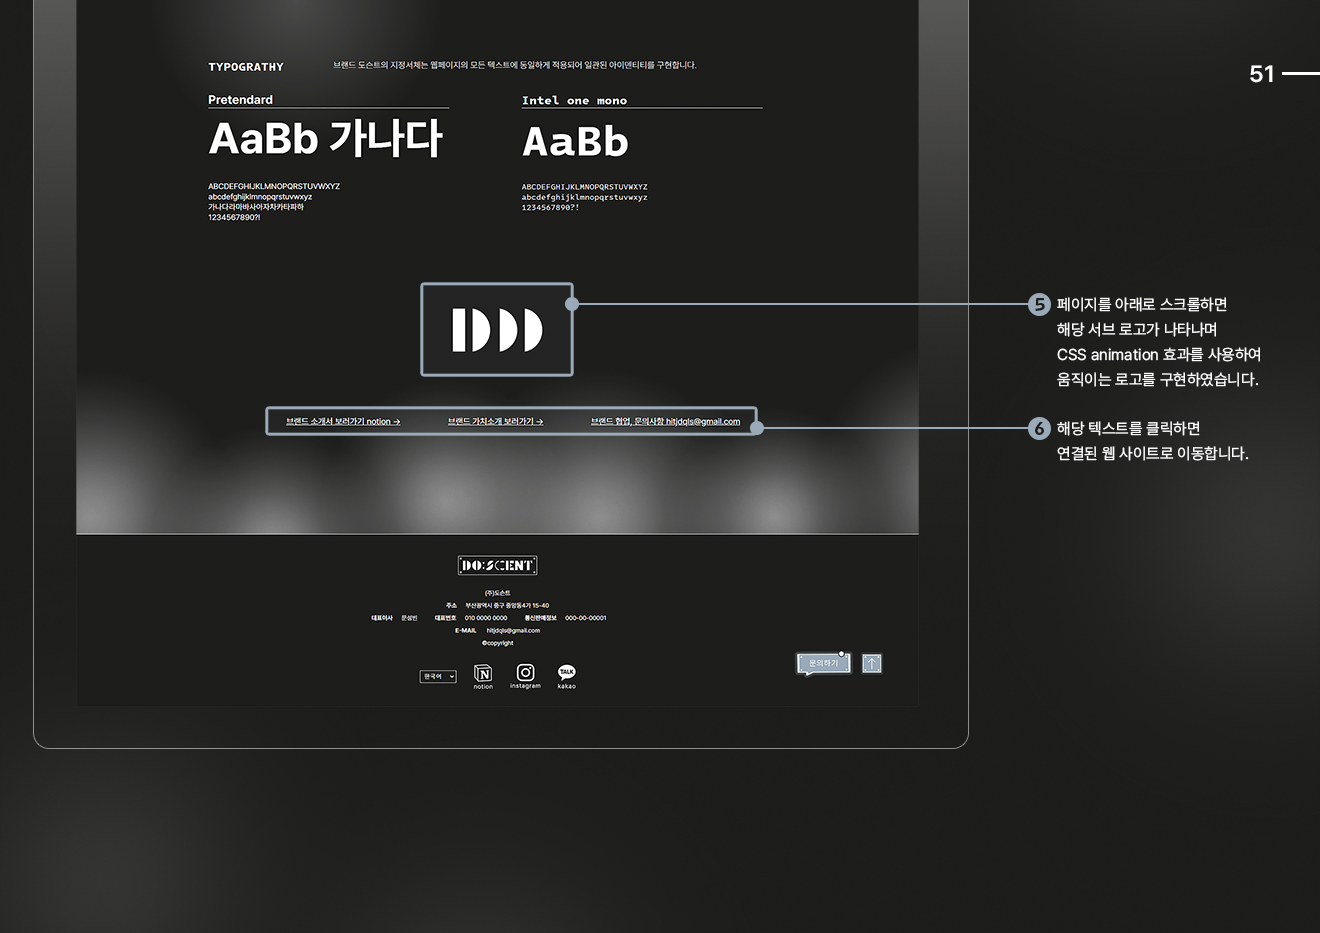 51
TYPOGRATHY
브랜드 도슨트의 지정서체는 웹페이지의 모든 텍스트에 동일하게 적용되어 일관된 아이덴티티를 구현합니다.
Pretendard
AaBb 가나다
ABCDEFGHIJKLMNOPQRSTUVWXYZ
abcdefghijklmnopqrstuvwxyz
가나다라마바사아자차카타파하
1234567890?!
Intel one mono
AaBb
ABCDEFGHIJKLMNOPQRSTUVWXYZ
abcdefghijklmnopqrstuvwxyz
1234567890?!
5 페이지를 아래로 스크롤하면
해당 서브 로고가 나타나며
CSS animation 효과를 사용하여
움직이는 로고를 구현하였습니다.
브랜드 소개서 보러가기 notion → 브랜드 가치소개 보러가기 → 브랜드 협업, 문의사항 hitjdqls@gmail.com
6 해당 텍스트를 클릭하면
연결된 웹 사이트로 이동합니다.
DO:SCENT
(주)도슨트
주소 부산광역시 중구 중앙동4가 15-40
대표이사 문성빈 대표번호 010 0000 0000 통신판매정보 000-00-00001
E-MAIL hitjdqls@gmail.com
©copyright
한국어 notion instagram TALK kakao
문의하기